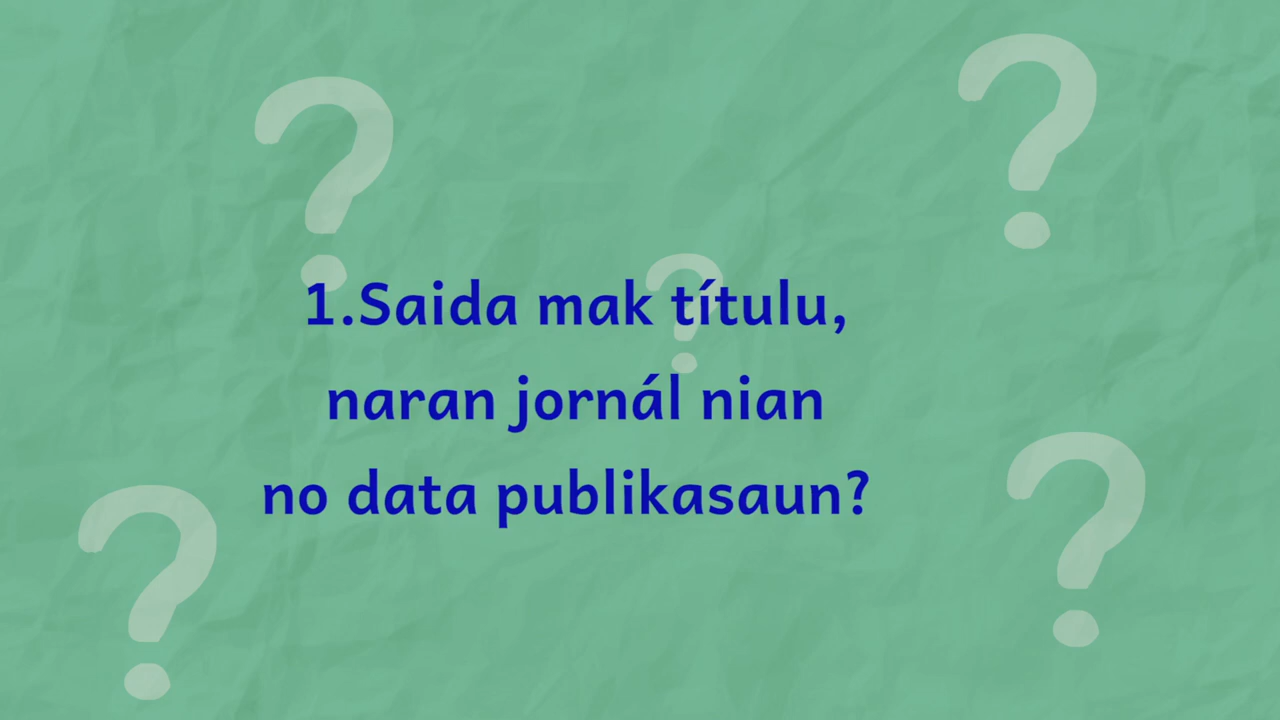 1.Saida mak títulu,
naran jornál nian
no data publikasaun?